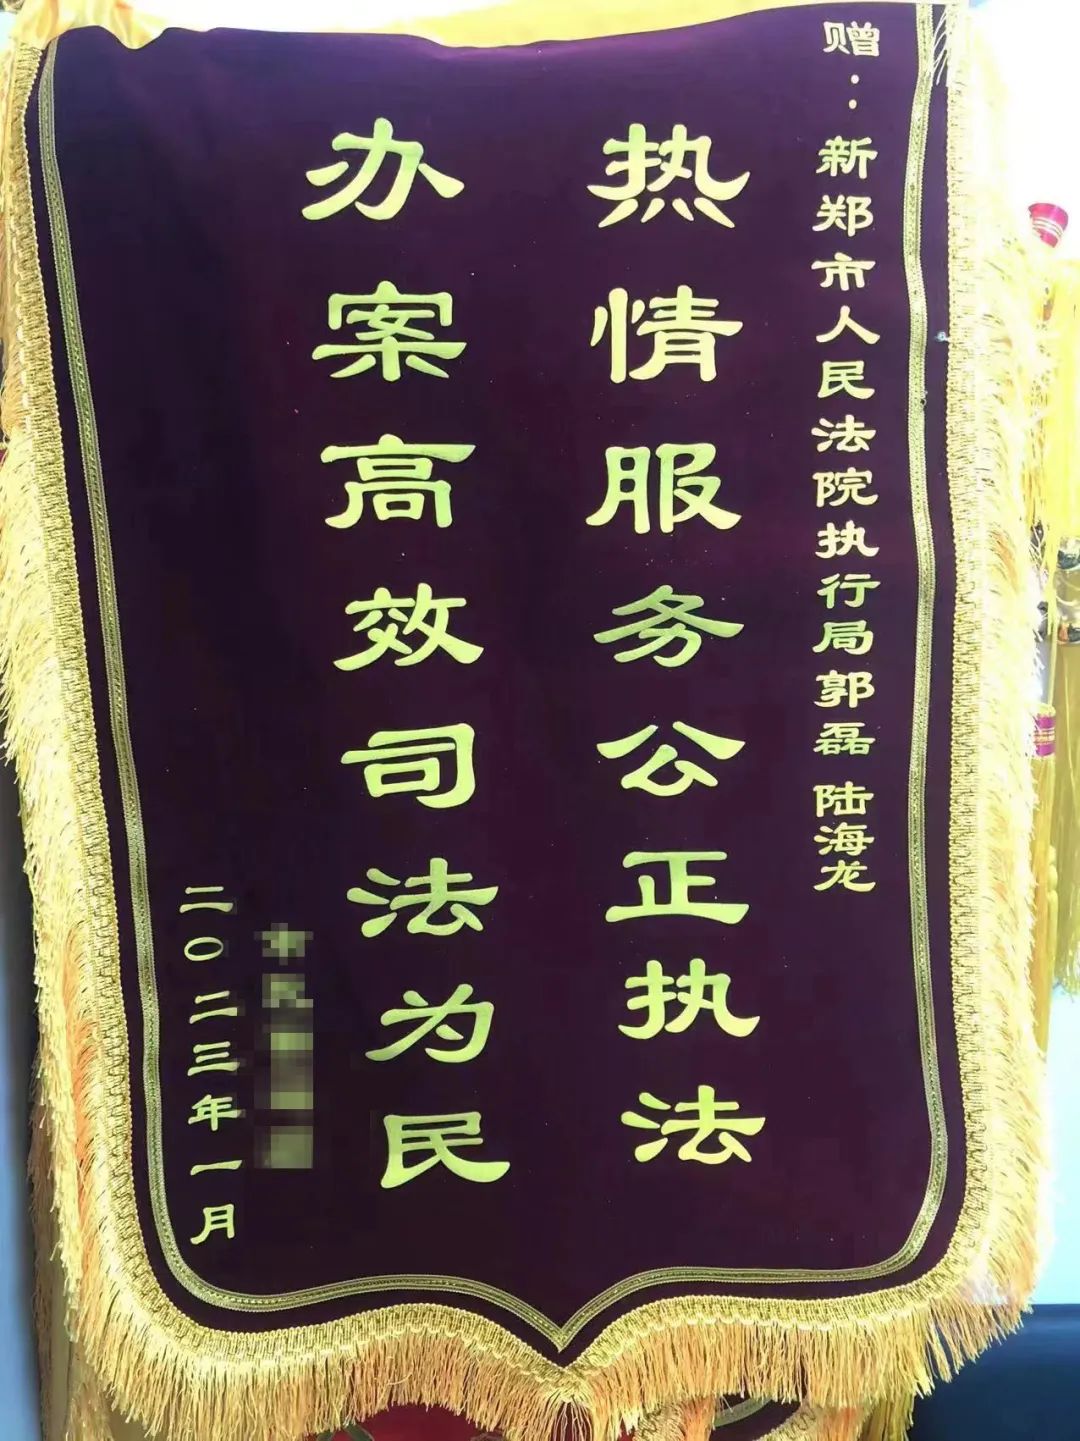 赠：新郑市人民法院执行局郭磊 陆海龙
热情服务公正执法
办案高效司法为民
二〇二三年一月